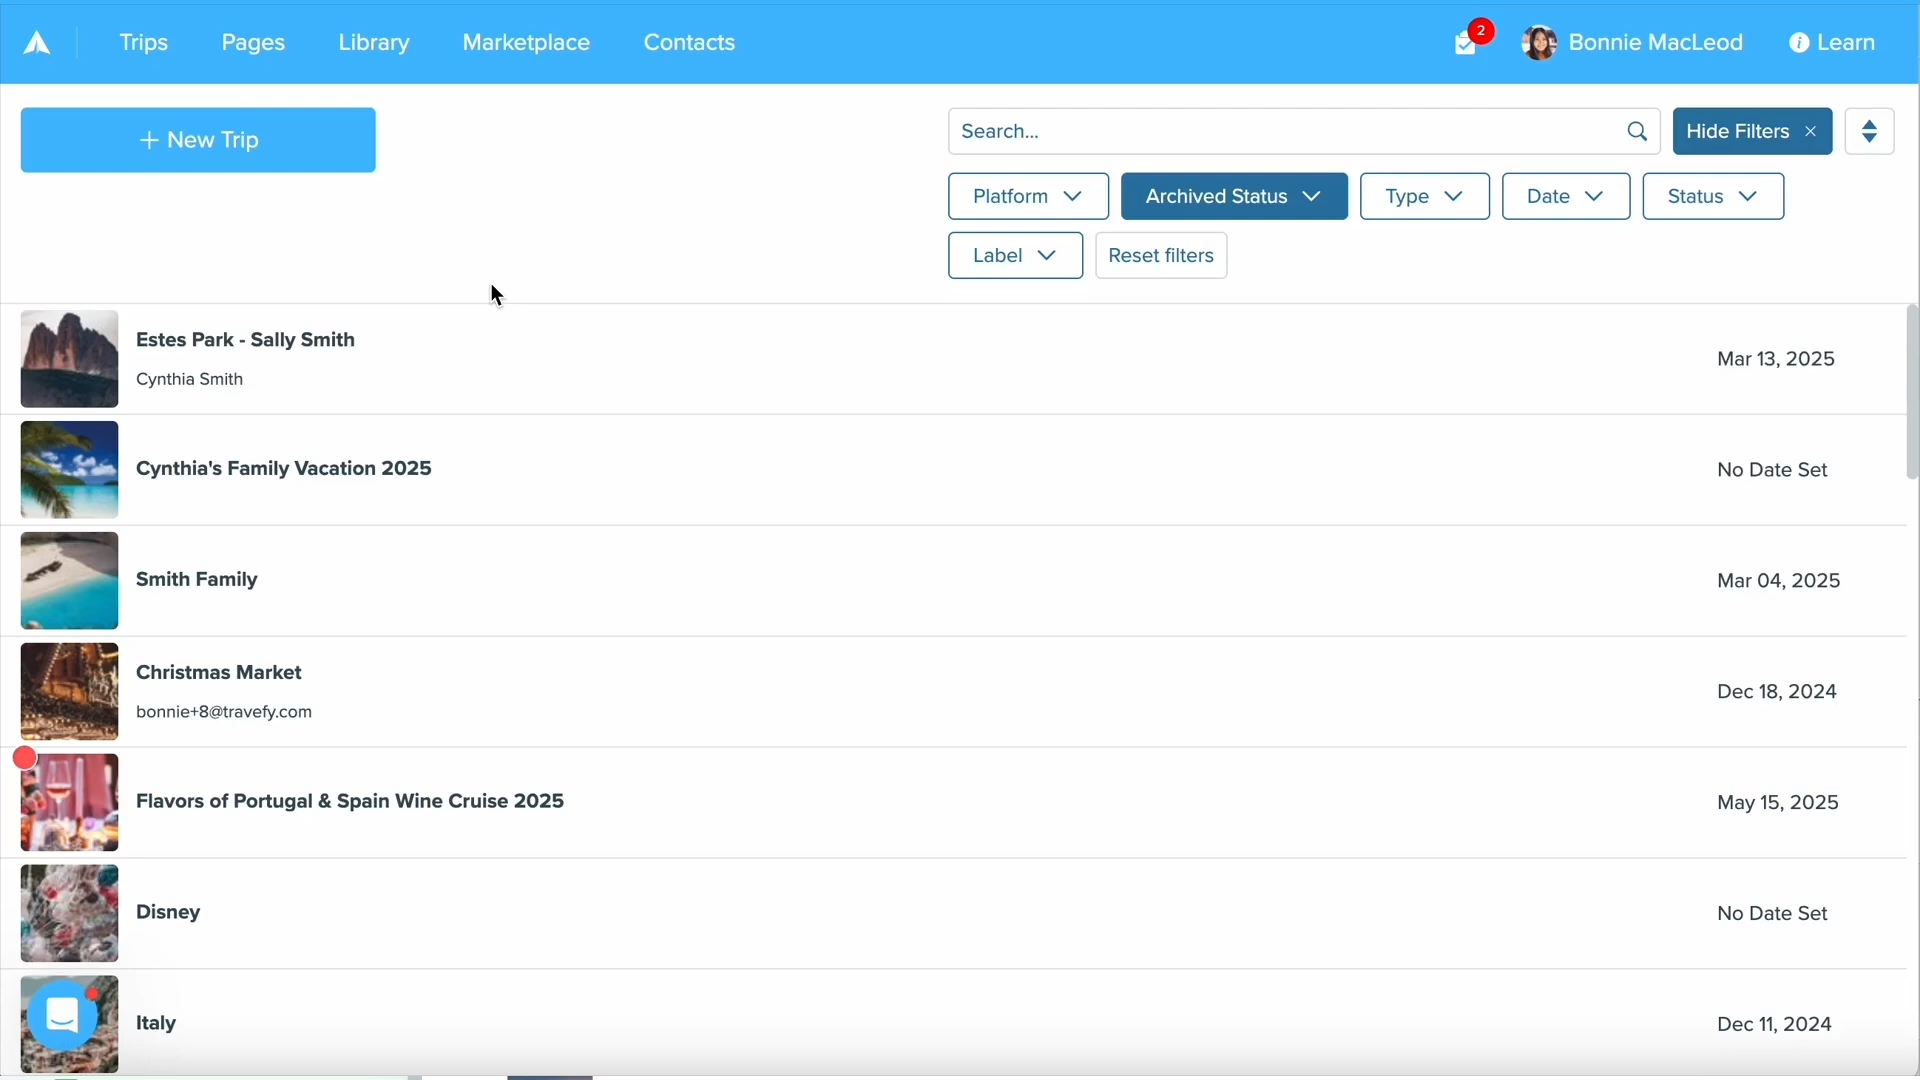 Trips Pages Library Marketplace Contacts 2 Bonnie MacLeod Learn
+ New Trip
Search... Hide Filters ×
Platform Archived Status Type Date Status
Label Reset filters
Estes Park - Sally Smith
Cynthia Smith
Mar 13, 2025
Cynthia's Family Vacation 2025
No Date Set
Smith Family
Mar 04, 2025
Christmas Market
bonnie+8@travefy.com
Dec 18, 2024
Flavors of Portugal & Spain Wine Cruise 2025
May 15, 2025
Disney
No Date Set
Italy
Dec 11, 2024